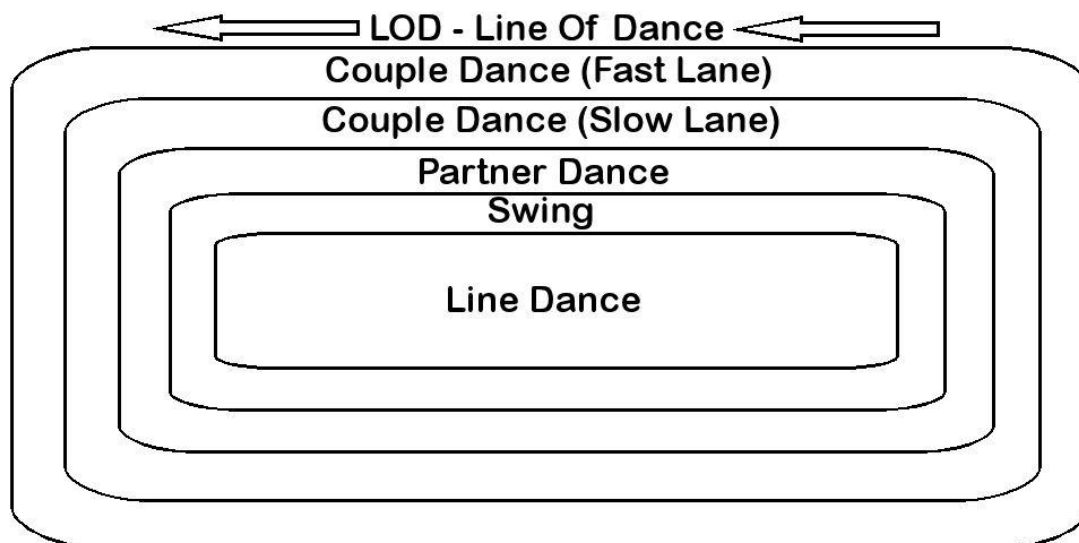 LOD - Line Of Dance
Couple Dance (Fast Lane)
Couple Dance (Slow Lane)
Partner Dance
Swing
Line Dance